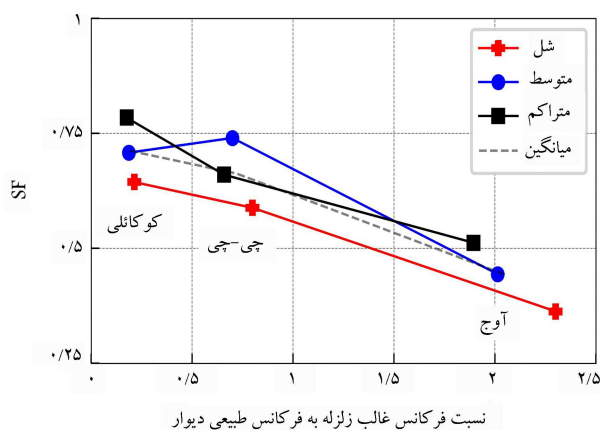 ۱
۰/۷۵
۰/۵
۰/۲۵
SF
شل
متوسط
متراکم
میانگین
کوکائلی
چی-چی
آوج
۰ ۰/۵ ۱ ۱/۵ ۲ ۲/۵
نسبت فرکانس غالب زلزله به فرکانس طبیعی دیوار